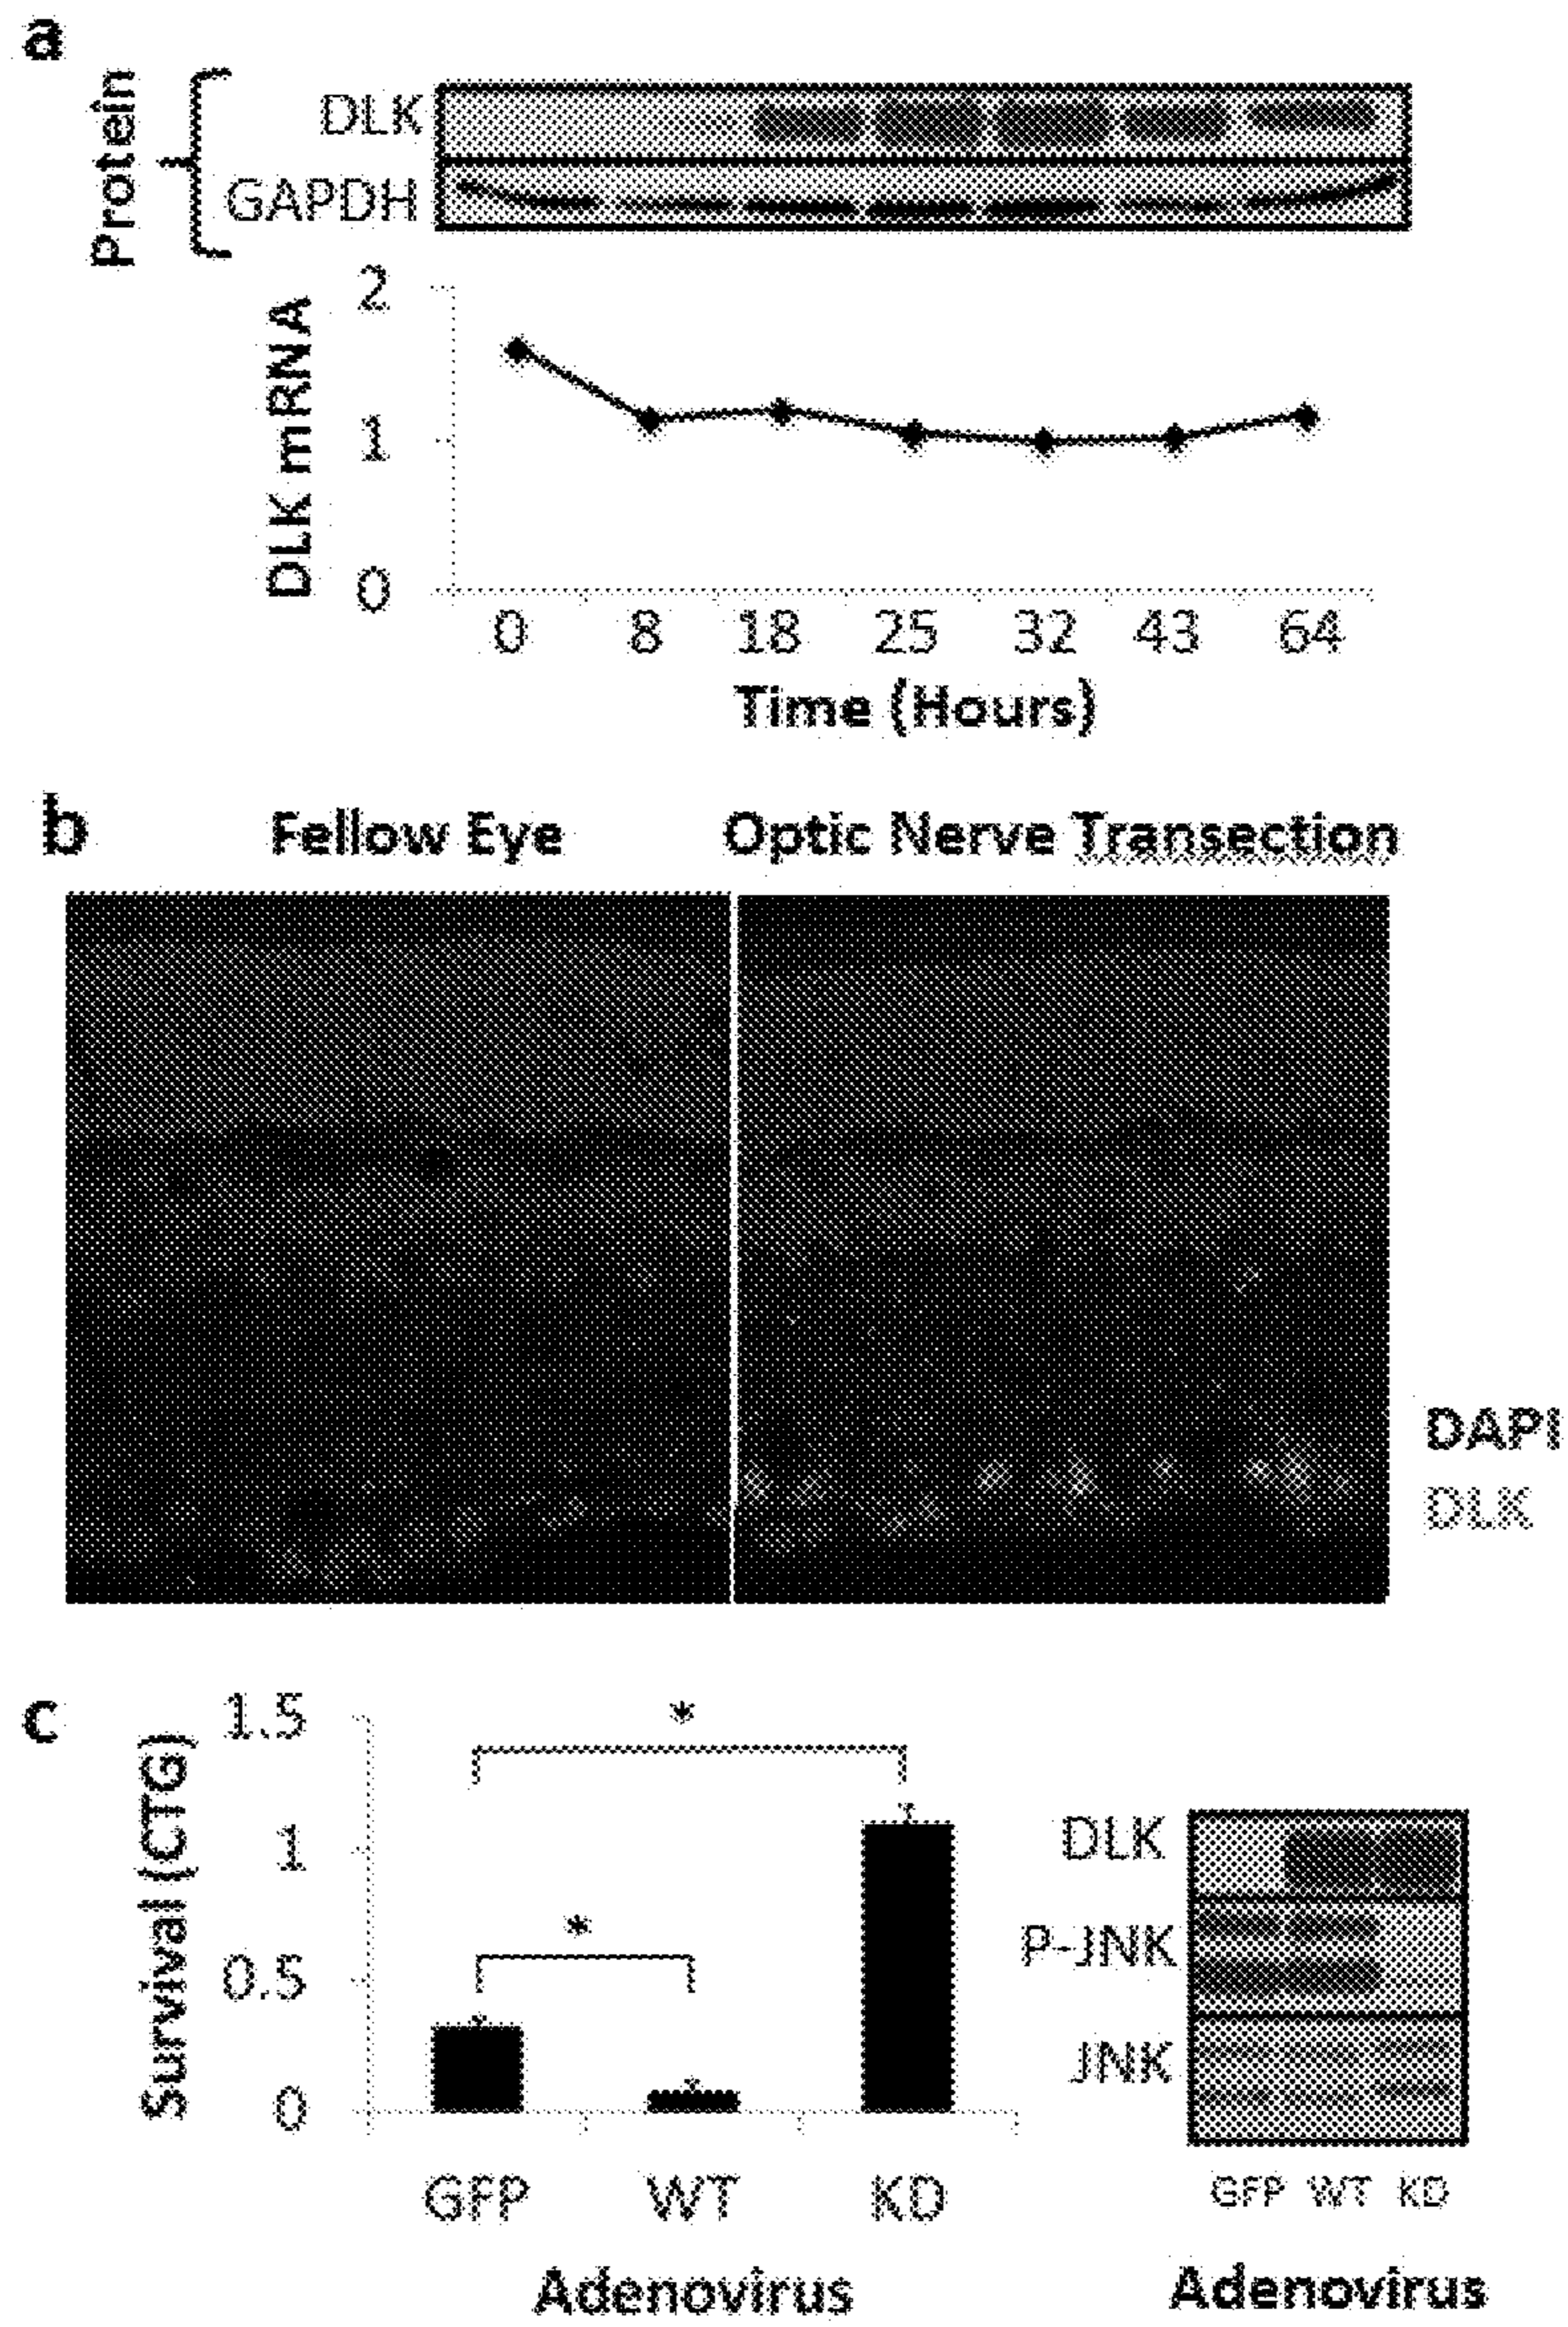 a
Protein
DLK
GAPDH
DLK mRNA
2
1
0
0 8 18 25 32 43 64
Time (Hours)
b
Fellow Eye Optic Nerve Transection
DAPI
DLK
c
Survival (CTG)
1.5
1
0.5
0
*
*
GFP WT KD
Adenovirus
DLK
P-JNK
JNK
GFP WT KD
Adenovirus